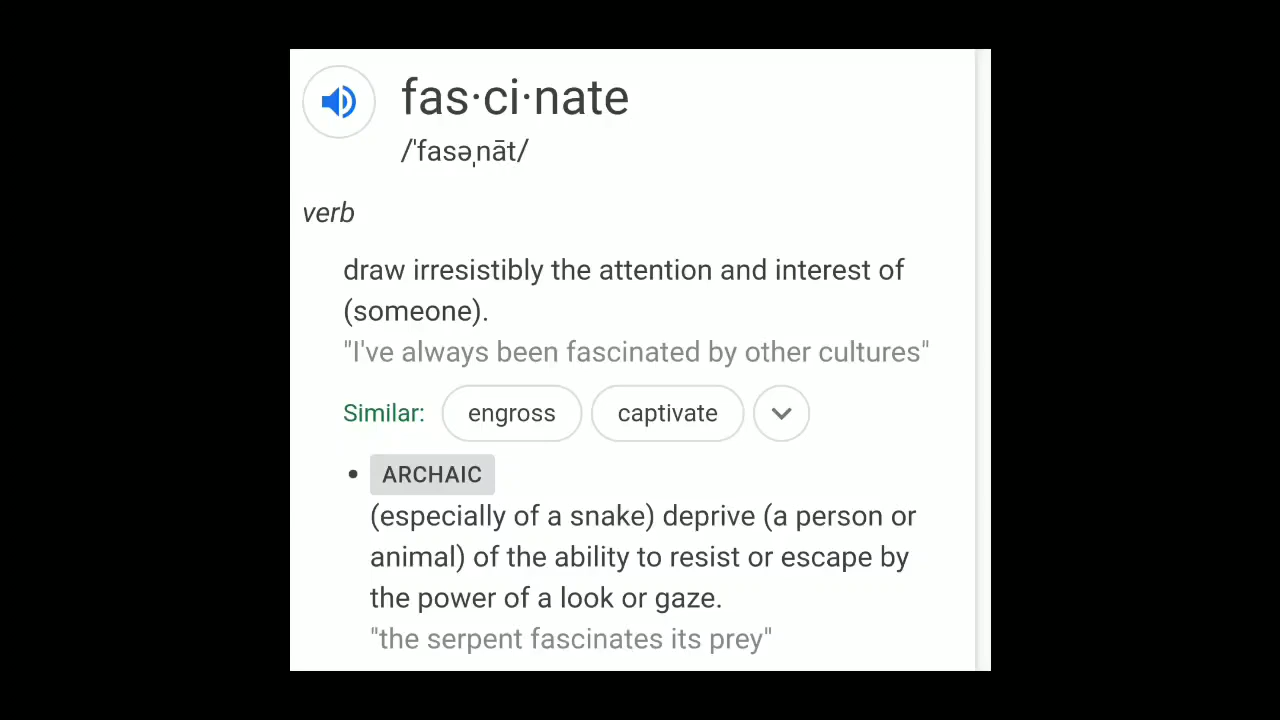 fas·ci·nate
/ˈfasəˌnāt/
verb
draw irresistibly the attention and interest of
(someone).
"I've always been fascinated by other cultures"
Similar: engross captivate
• ARCHAIC
(especially of a snake) deprive (a person or
animal) of the ability to resist or escape by
the power of a look or gaze.
"the serpent fascinates its prey"